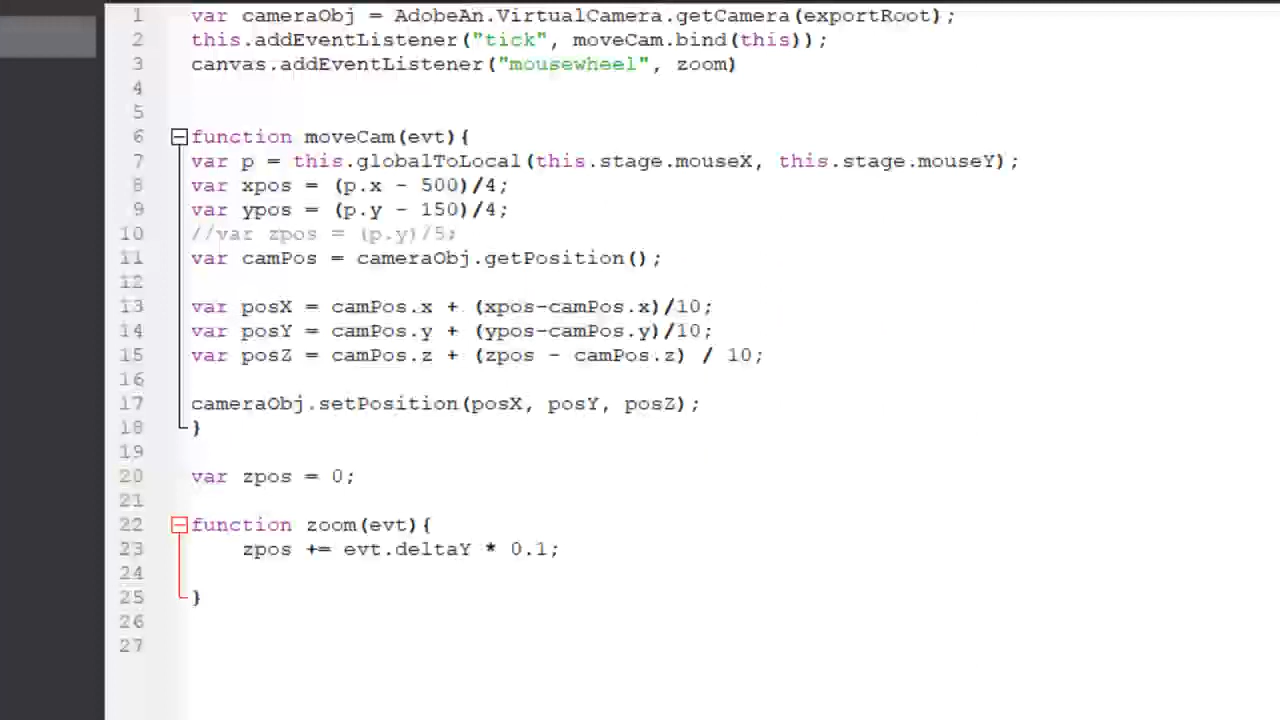 1 var cameraObj = AdobeAn.VirtualCamera.getCamera(exportRoot);
2 this.addEventListener("tick", moveCam.bind(this));
3 canvas.addEventListener("mousewheel", zoom)
4
5
6 function moveCam(evt){
7 var p = this.globalToLocal(this.stage.mouseX, this.stage.mouseY);
8 var xpos = (p.x - 500)/4;
9 var ypos = (p.y - 150)/4;
10 //var zpos = (p.y)/5;
11 var camPos = cameraObj.getPosition();
12
13 var posX = camPos.x + (xpos-camPos.x)/10;
14 var posY = camPos.y + (ypos-camPos.y)/10;
15 var posZ = camPos.z + (zpos - camPos.z) / 10;
16
17 cameraObj.setPosition(posX, posY, posZ);
18 }
19
20 var zpos = 0;
21
22 function zoom(evt){
23 zpos += evt.deltaY * 0.1;
24
25 }
26
27